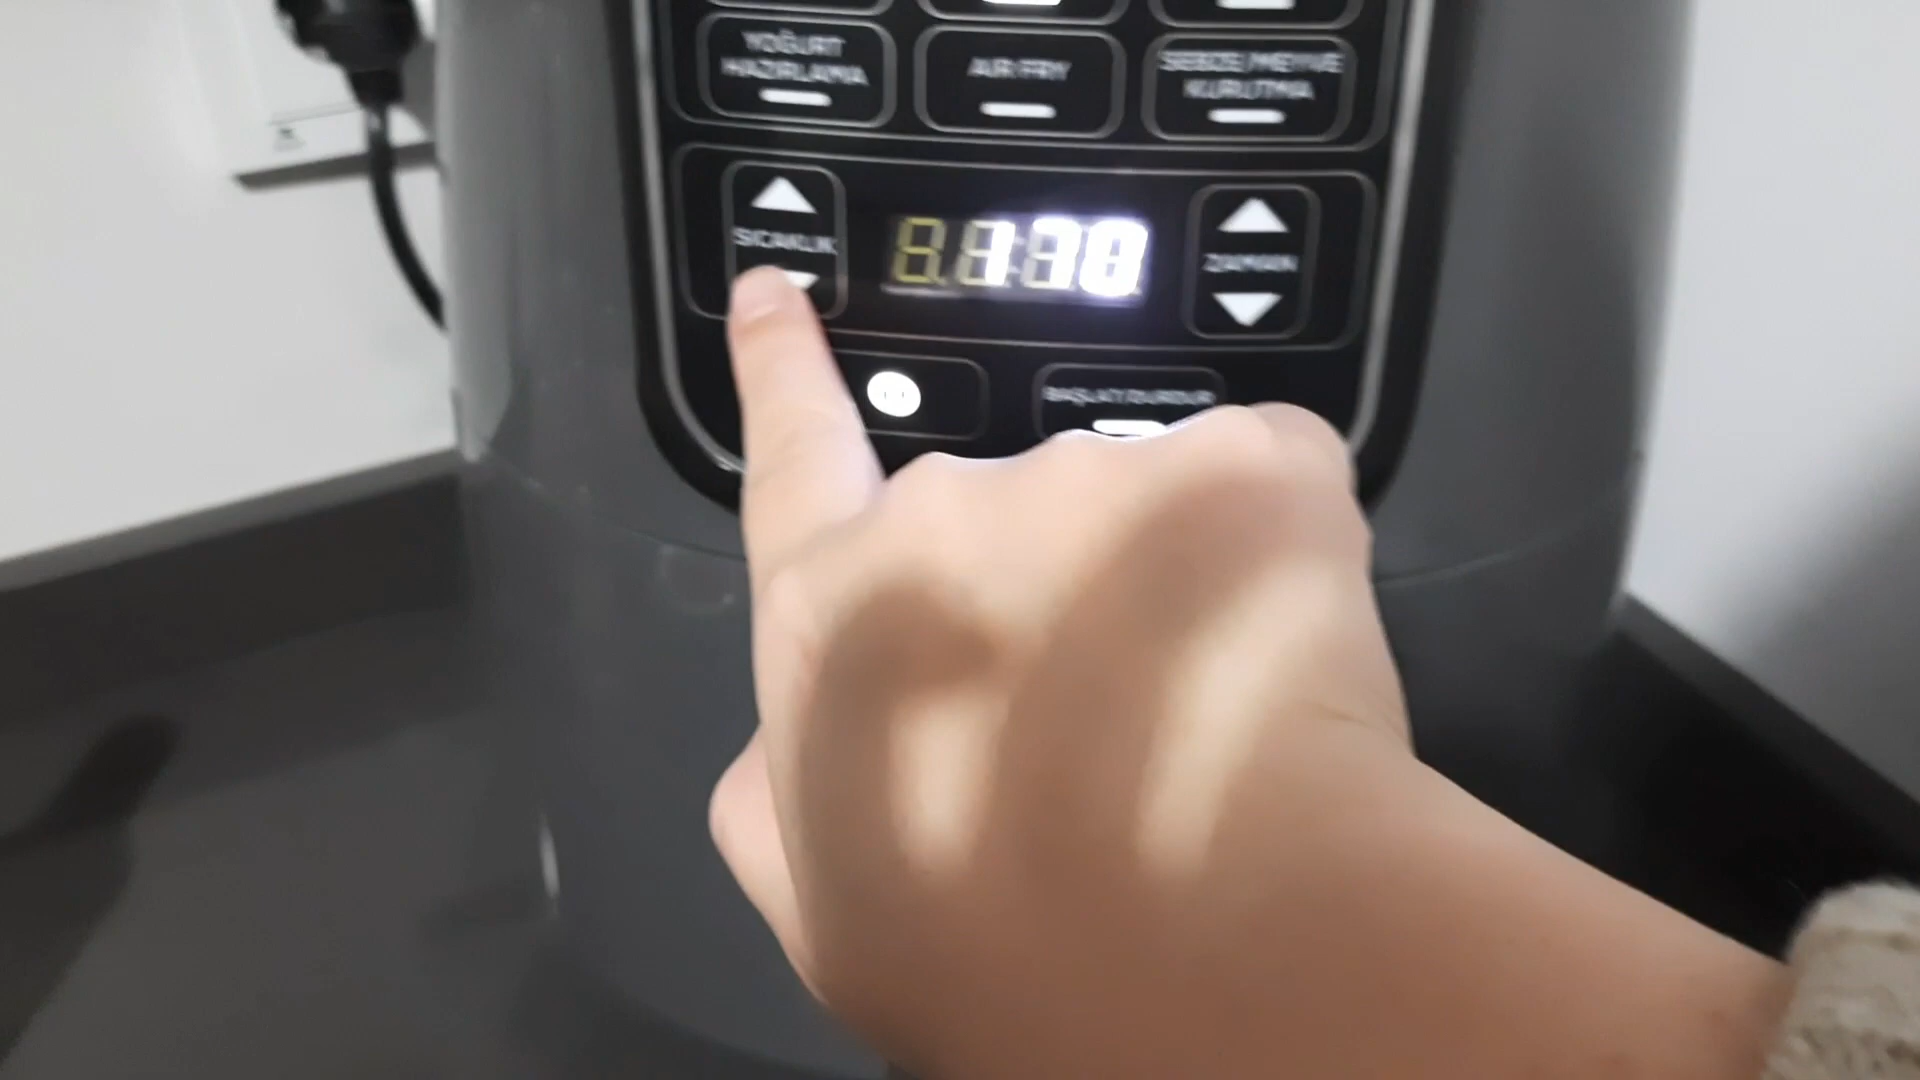 YOĞURT
HAZIRLAMA
AIR FRY
SEBZE/MEYVE
KURUTMA
SICAKLIK
ZAMAN
BAŞLAT/DURDUR